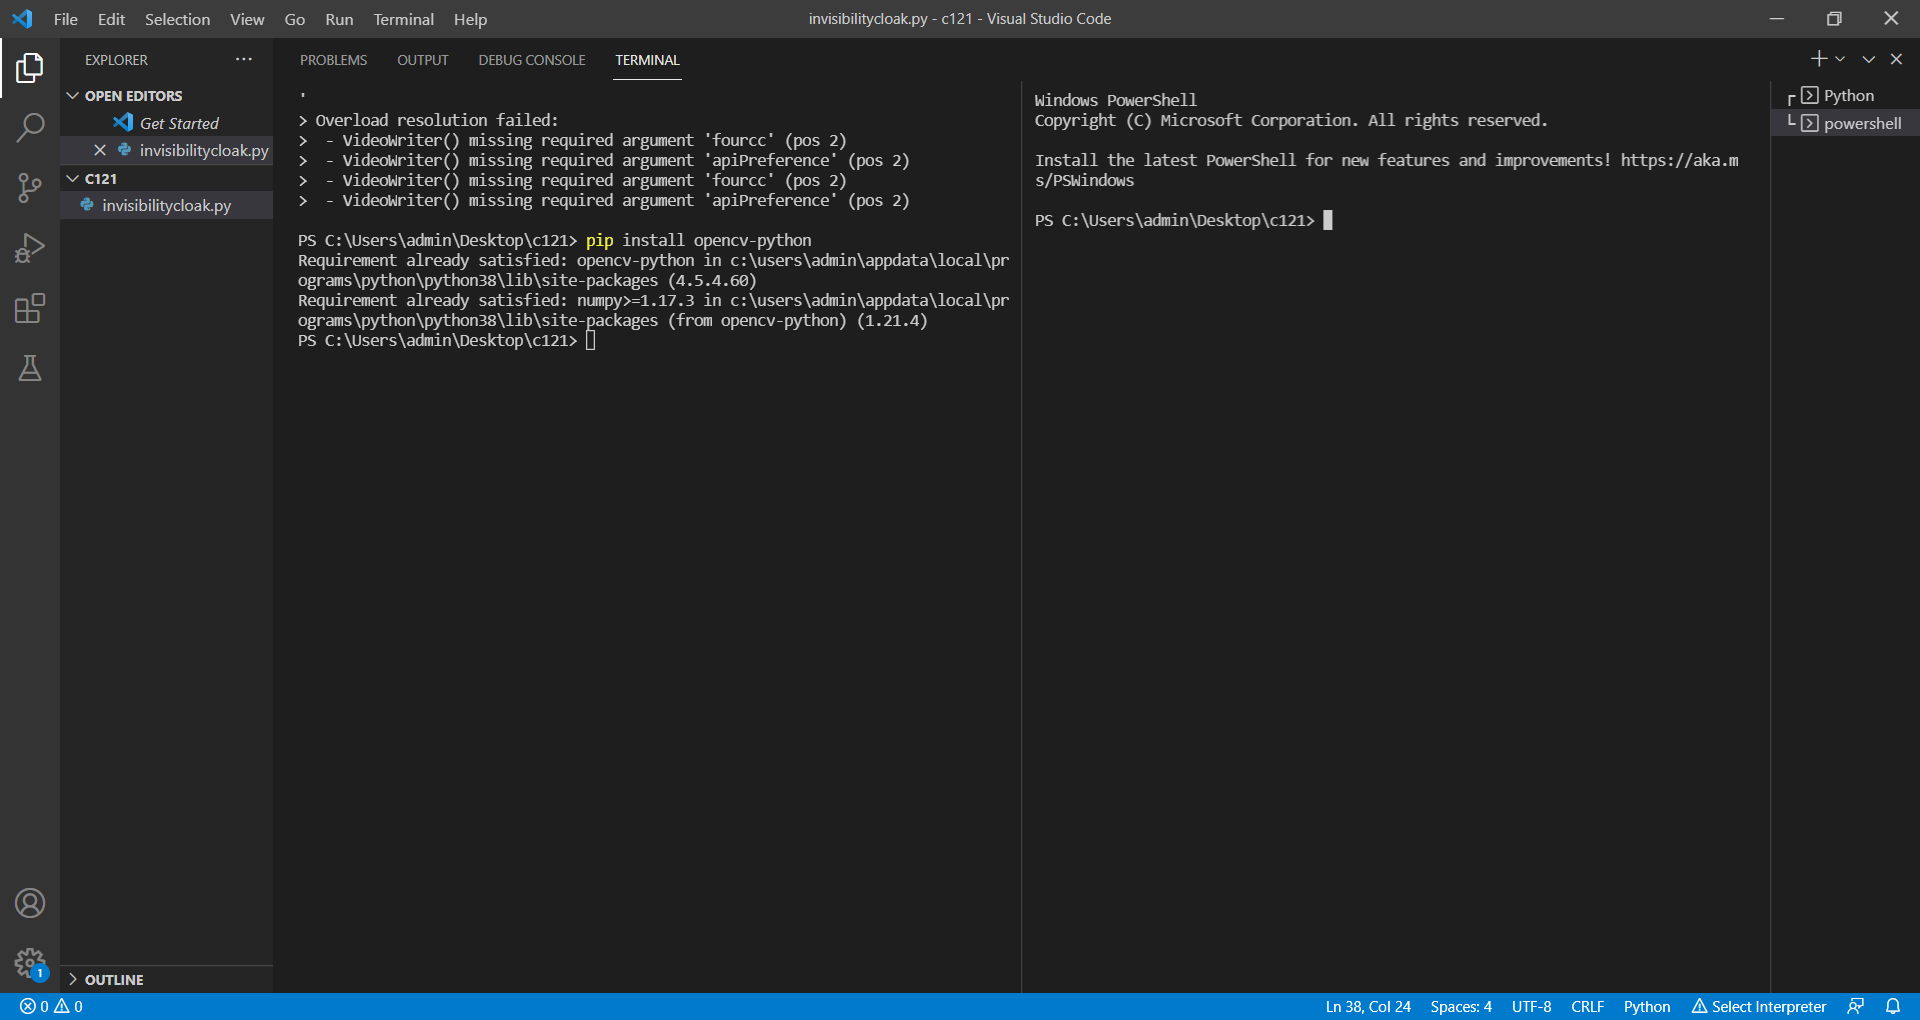 File Edit Selection View Go Run Terminal Help
invisibilitycloak.py - c121 - Visual Studio Code
EXPLORER
OPEN EDITORS
Get Started
invisibilitycloak.py
C121
invisibilitycloak.py
OUTLINE
PROBLEMS OUTPUT DEBUG CONSOLE TERMINAL
'
> Overload resolution failed:
>  - VideoWriter() missing required argument 'fourcc' (pos 2)
>  - VideoWriter() missing required argument 'apiPreference' (pos 2)
>  - VideoWriter() missing required argument 'fourcc' (pos 2)
>  - VideoWriter() missing required argument 'apiPreference' (pos 2)
PS C:\Users\admin\Desktop\c121> pip install opencv-python
Requirement already satisfied: opencv-python in c:\users\admin\appdata\local\pr
ograms\python\python38\lib\site-packages (4.5.4.60)
Requirement already satisfied: numpy>=1.17.3 in c:\users\admin\appdata\local\pr
ograms\python\python38\lib\site-packages (from opencv-python) (1.21.4)
PS C:\Users\admin\Desktop\c121>
Windows PowerShell
Copyright (C) Microsoft Corporation. All rights reserved.
Install the latest PowerShell for new features and improvements! https://aka.m
s/PSWindows
PS C:\Users\admin\Desktop\c121>
Python
powershell
1
0 0
Ln 38, Col 24 Spaces: 4 UTF-8 CRLF Python Select Interpreter